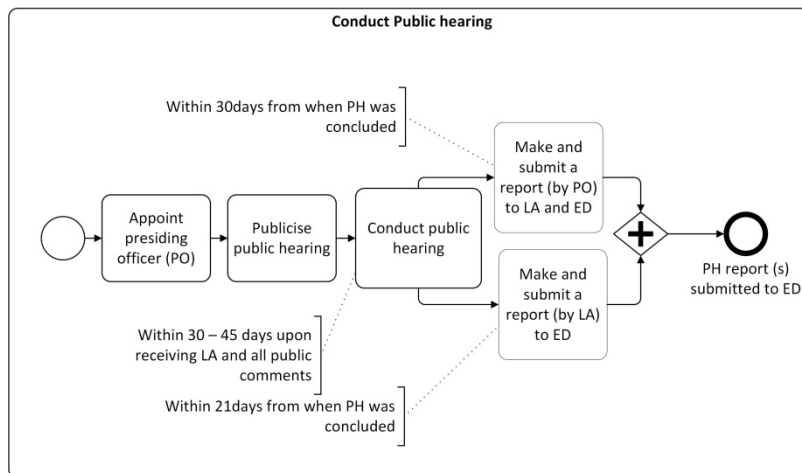 Conduct Public hearing
Within 30days from when PH was
concluded
Make and
submit a
report (by PO)
to LA and ED
Appoint
presiding
officer (PO)
Publicise
public hearing
Conduct public
hearing
PH report (s)
submitted to ED
Make and
submit a
report (by LA)
to ED
Within 30 – 45 days upon
receiving LA and all public
comments
Within 21days from when PH was
concluded